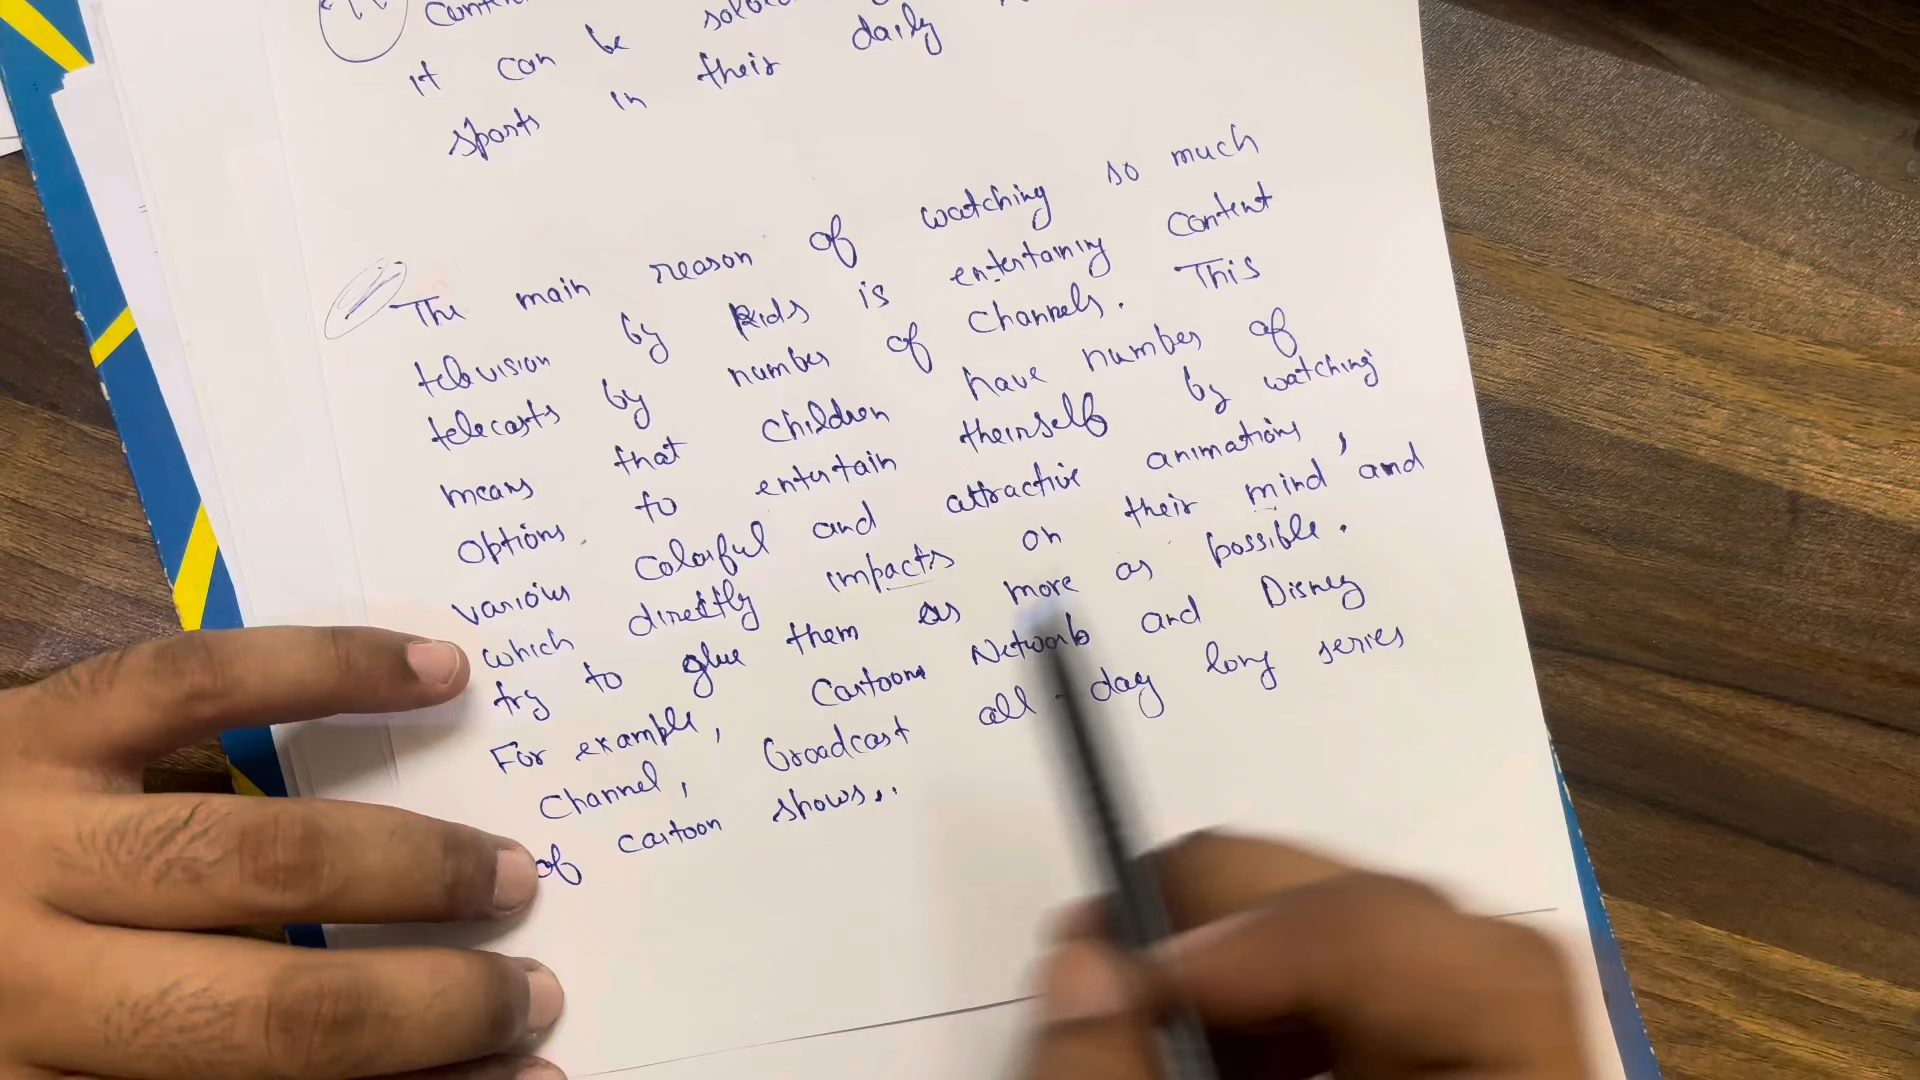 it can be
sports in their daily
The main reason of watching so much
television by kids is entertaining content
telecasts by number of channels. This
means that children have number of
options to entertain theirself by watching
various colorful and attractive animations,
which directly impacts on their mind and
try to glue them as more as possible.
For example, Cartoon Network and Disney
Channel, broadcast all-day long series
of cartoon shows..